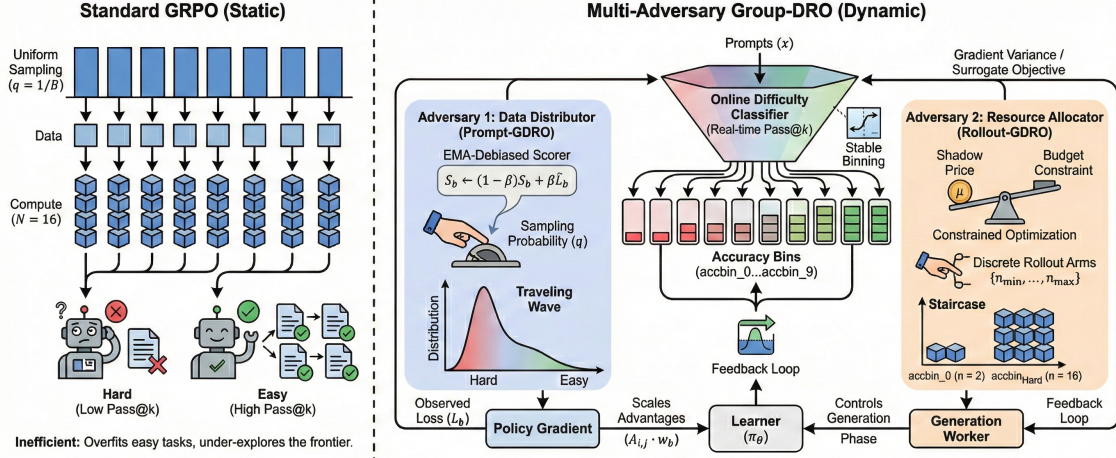 Standard GRPO (Static)
Uniform
Sampling
(q = 1/B)
Data
Compute
(N = 16)
?
Hard
(Low Pass@k)
Easy
(High Pass@k)
Inefficient: Overfits easy tasks, under-explores the frontier.
Multi-Adversary Group-DRO (Dynamic)
Prompts (x)
Gradient Variance /
Surrogate Objective
Online Difficulty
Classifier
(Real-time Pass@k)
Stable
Binning
Adversary 1: Data Distributor
(Prompt-GDRO)
EMA-Debiased Scorer
S_b ← (1 − β)S_b + βL̂_b
Sampling
Probability (q)
Traveling
Wave
Distribution
Hard
Easy
Accuracy Bins
(accbin_0...accbin_9)
Feedback Loop
Adversary 2: Resource Allocator
(Rollout-GDRO)
Shadow
Price
μ
Budget
Constraint
Constrained Optimization
Discrete Rollout Arms
{n_min, ..., n_max}
Staircase
accbin_0 (n = 2)
accbin_Hard (n = 16)
Observed
Loss (L_b)
Policy Gradient
Scales
Advantages
(A_i,j · w_b)
Learner
(π_θ)
Controls
Generation
Phase
Generation
Worker
Feedback
Loop